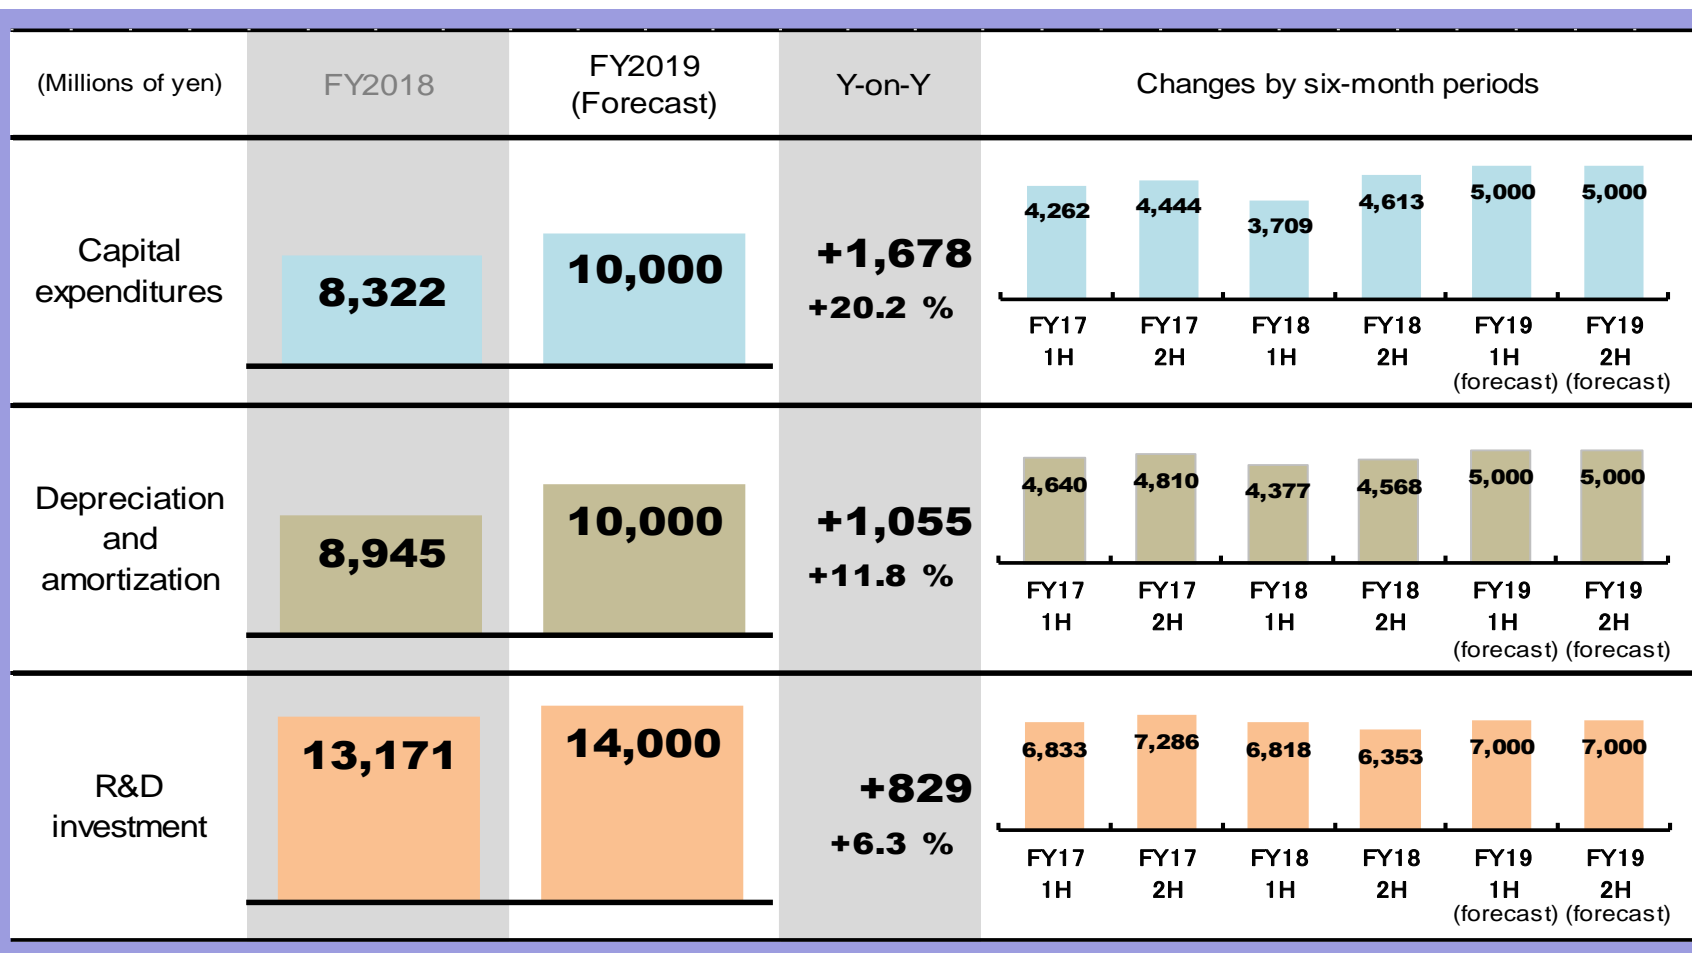 (Millions of yen)
FY2018
FY2019
(Forecast)
Y-on-Y
Changes by six-month periods
Capital
expenditures
8,322
10,000
+1,678
+20.2 %
4,262
4,444
3,709
4,613
5,000
5,000
FY17
1H
FY17
2H
FY18
1H
FY18
2H
FY19
1H
(forecast)
FY19
2H
(forecast)
Depreciation
and
amortization
8,945
10,000
+1,055
+11.8 %
4,640
4,810
4,377
4,568
5,000
5,000
FY17
1H
FY17
2H
FY18
1H
FY18
2H
FY19
1H
(forecast)
FY19
2H
(forecast)
R&D
investment
13,171
14,000
+829
+6.3 %
6,833
7,286
6,818
6,353
7,000
7,000
FY17
1H
FY17
2H
FY18
1H
FY18
2H
FY19
1H
(forecast)
FY19
2H
(forecast)